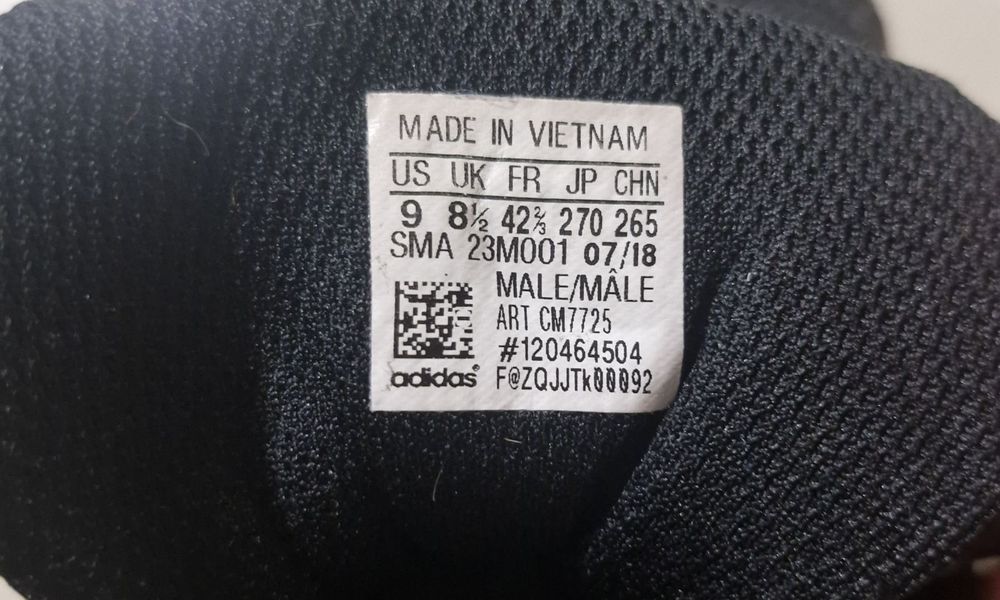 MADE IN VIETNAM
US UK FR JP CHN
9 8½ 42⅔ 270 265
SMA 23M001 07/18
MALE/MÂLE
ART CM7725
#120464504
adidas® F@ZQJJTk00092